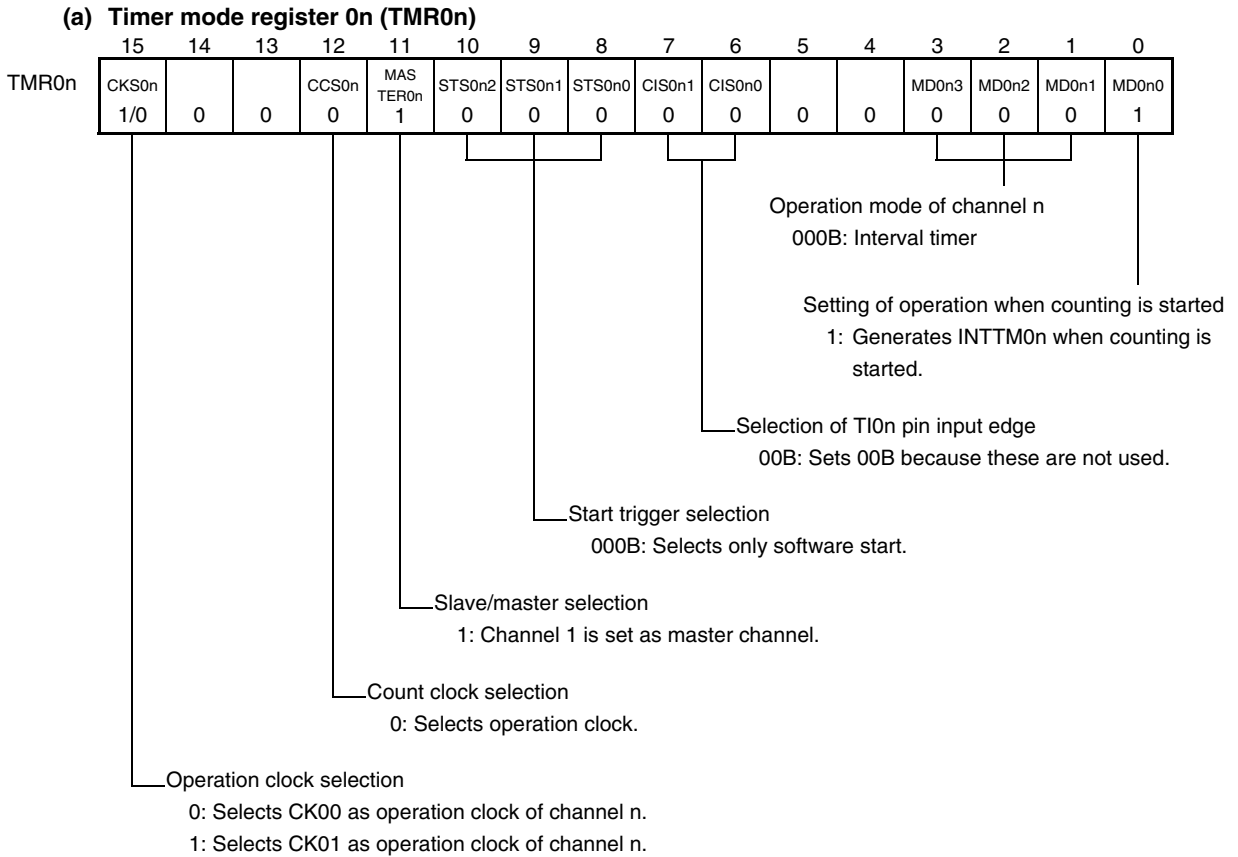 (a) Timer mode register 0n (TMR0n)
15 14 13 12 11 10 9 8 7 6 5 4 3 2 1 0
TMR0n CKS0n CCS0n MAS TER0n STS0n2 STS0n1 STS0n0 CIS0n1 CIS0n0 MD0n3 MD0n2 MD0n1 MD0n0
1/0 0 0 0 1 0 0 0 0 0 0 0 0 0 0 1
Operation mode of channel n
000B: Interval timer
Setting of operation when counting is started
1: Generates INTTM0n when counting is
started.
Selection of TI0n pin input edge
00B: Sets 00B because these are not used.
Start trigger selection
000B: Selects only software start.
Slave/master selection
1: Channel 1 is set as master channel.
Count clock selection
0: Selects operation clock.
Operation clock selection
0: Selects CK00 as operation clock of channel n.
1: Selects CK01 as operation clock of channel n.